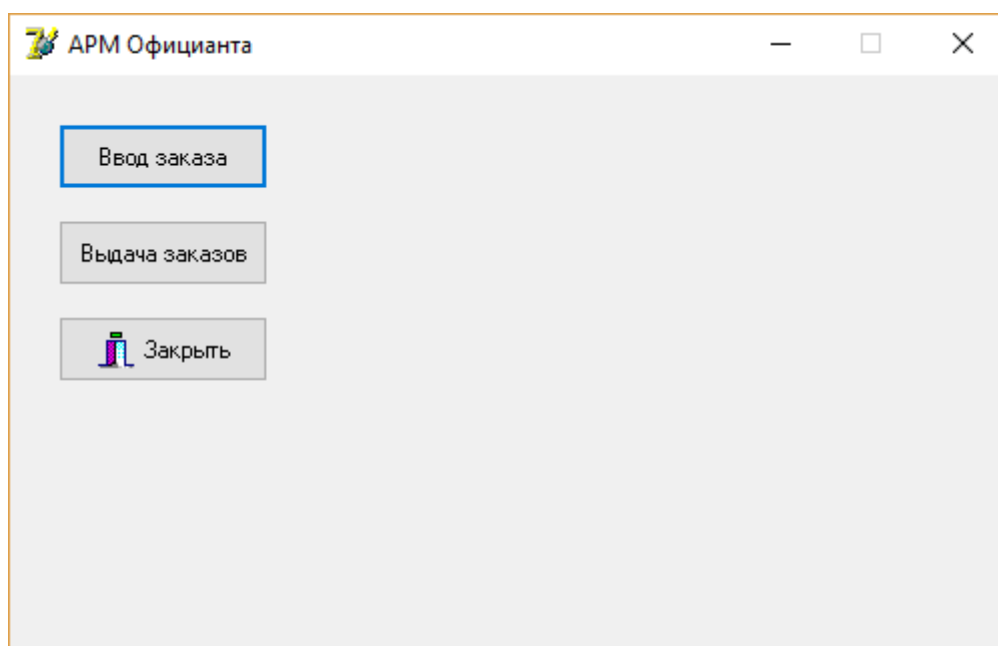 АРМ Официанта
Ввод заказа
Выдача заказов
Закрыть